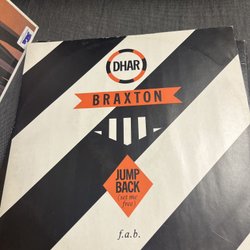 DHAR
BRAXTON
JUMP
BACK
(set me
free)
f.a.b.